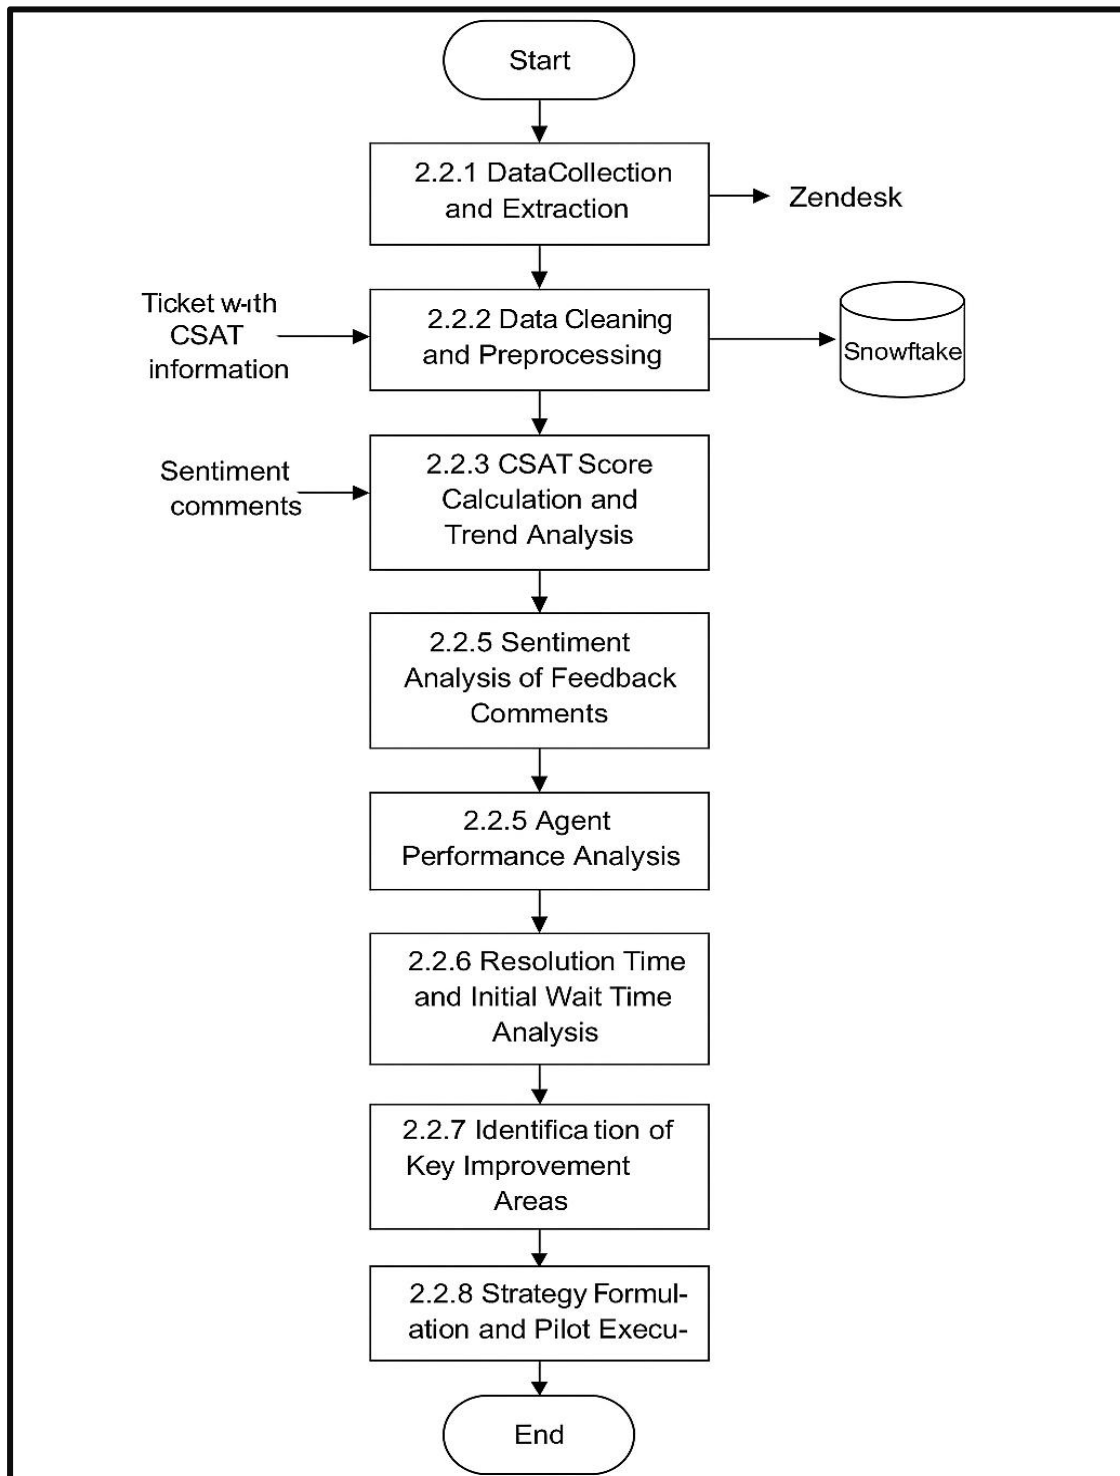 Start
2.2.1 DataCollection
and Extraction
Zendesk
Ticket w-ıth
CSAT
information
2.2.2 Data Cleaning
and Preprocessing
Snowftake
Sentiment
comments
2.2.3 CSAT Score
Calculation and
Trend Analysis
2.2.5 Sentiment
Analysis of Feedback
Comments
2.2.5 Agent
Performance Analysis
2.2.6 Resolution Time
and Initial Wait Time
Analysis
2.2.7 Identification of
Key Improvement
Areas
2.2.8 Strategy Formul-
ation and Pilot Execu-
End